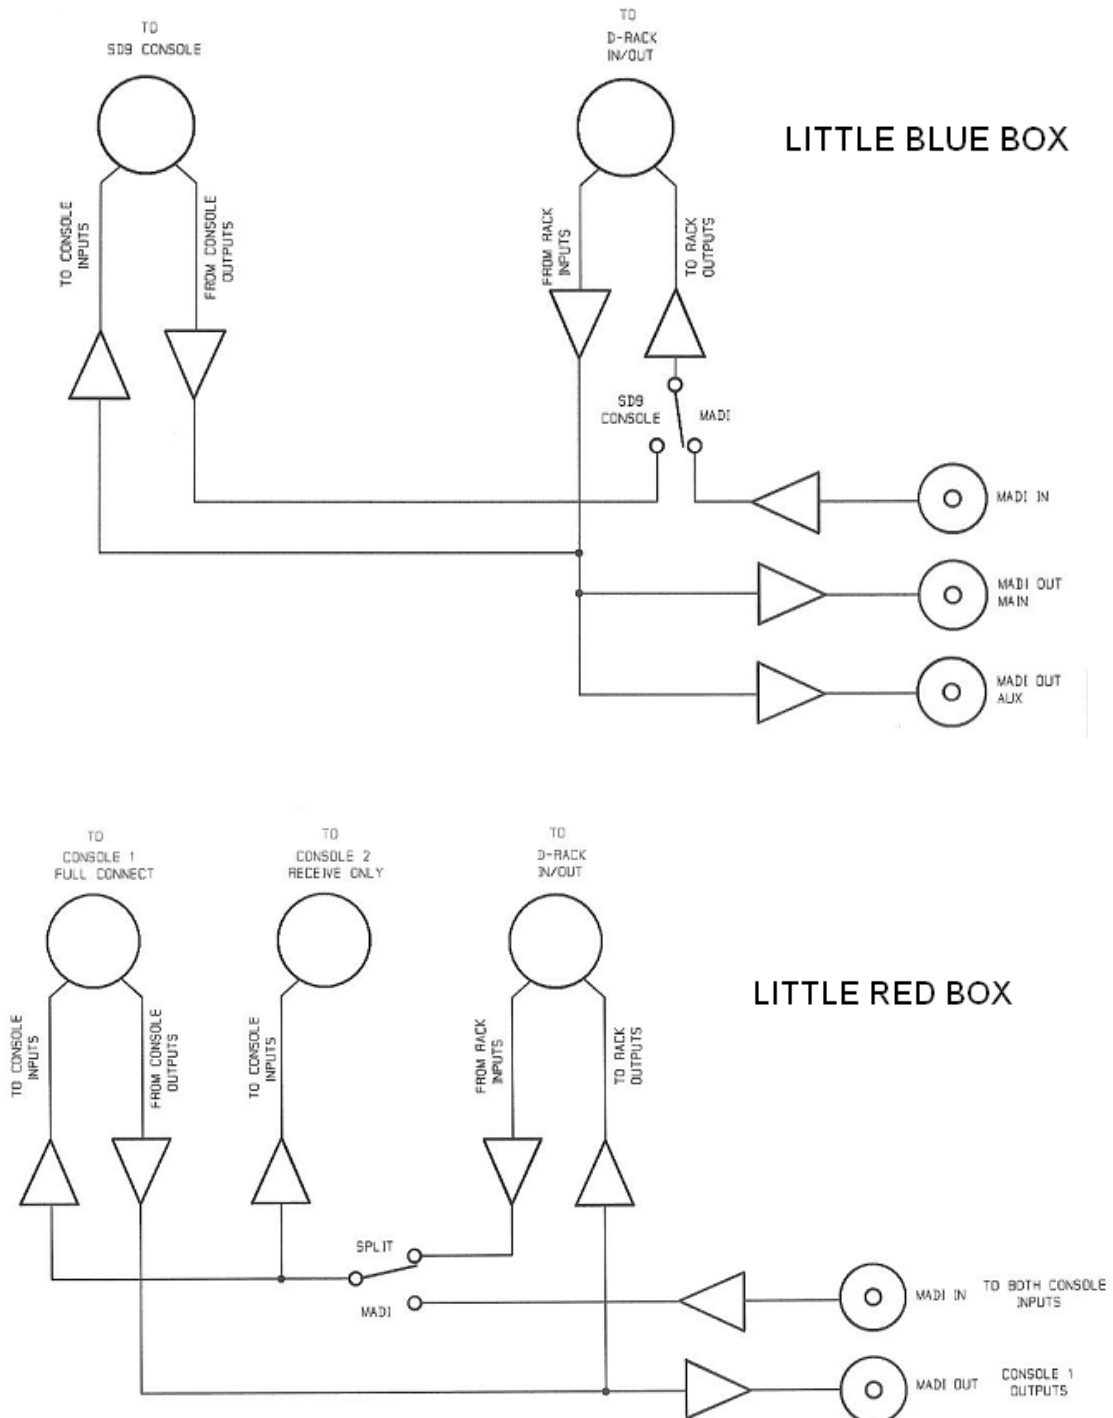 TO
SD9 CONSOLE
TO
D-RACK
IN/OUT
LITTLE BLUE BOX
TO CONSOLE
INPUTS
FROM CONSOLE
OUTPUTS
FROM RACK
INPUTS
TO RACK
OUTPUTS
SD9
CONSOLE
MADI
MADI IN
MADI OUT
MAIN
MADI OUT
AUX
TO
CONSOLE 1
FULL CONNECT
TO
CONSOLE 2
RECEIVE ONLY
TO
D-RACK
IN/OUT
LITTLE RED BOX
TO CONSOLE
INPUTS
FROM CONSOLE
OUTPUTS
TO CONSOLE
INPUTS
FROM RACK
INPUTS
TO RACK
OUTPUTS
SPLIT
MADI
MADI IN
TO BOTH CONSOLE
INPUTS
MADI OUT
CONSOLE 1
OUTPUTS